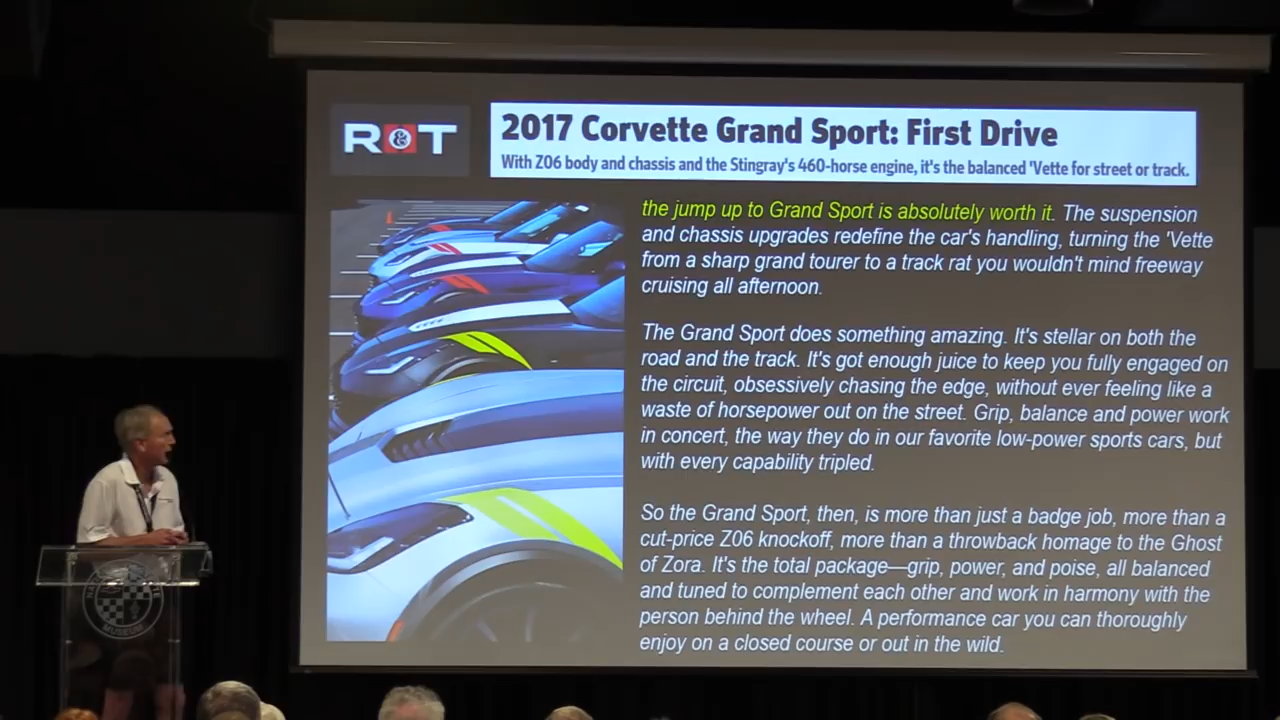 R&T
2017 Corvette Grand Sport: First Drive
With Z06 body and chassis and the Stingray's 460-horse engine, it's the balanced 'Vette for street or track.
the jump up to Grand Sport is absolutely worth it. The suspension
and chassis upgrades redefine the car's handling, turning the 'Vette
from a sharp grand tourer to a track rat you wouldn't mind freeway
cruising all afternoon.
The Grand Sport does something amazing. It's stellar on both the
road and the track. It's got enough juice to keep you fully engaged on
the circuit, obsessively chasing the edge, without ever feeling like a
waste of horsepower out on the street. Grip, balance and power work
in concert, the way they do in our favorite low-power sports cars, but
with every capability tripled.
So the Grand Sport, then, is more than just a badge job, more than a
cut-price Z06 knockoff, more than a throwback homage to the Ghost
of Zora. It's the total package—grip, power, and poise, all balanced
and tuned to complement each other and work in harmony with the
person behind the wheel. A performance car you can thoroughly
enjoy on a closed course or out in the wild.
MUSEUM